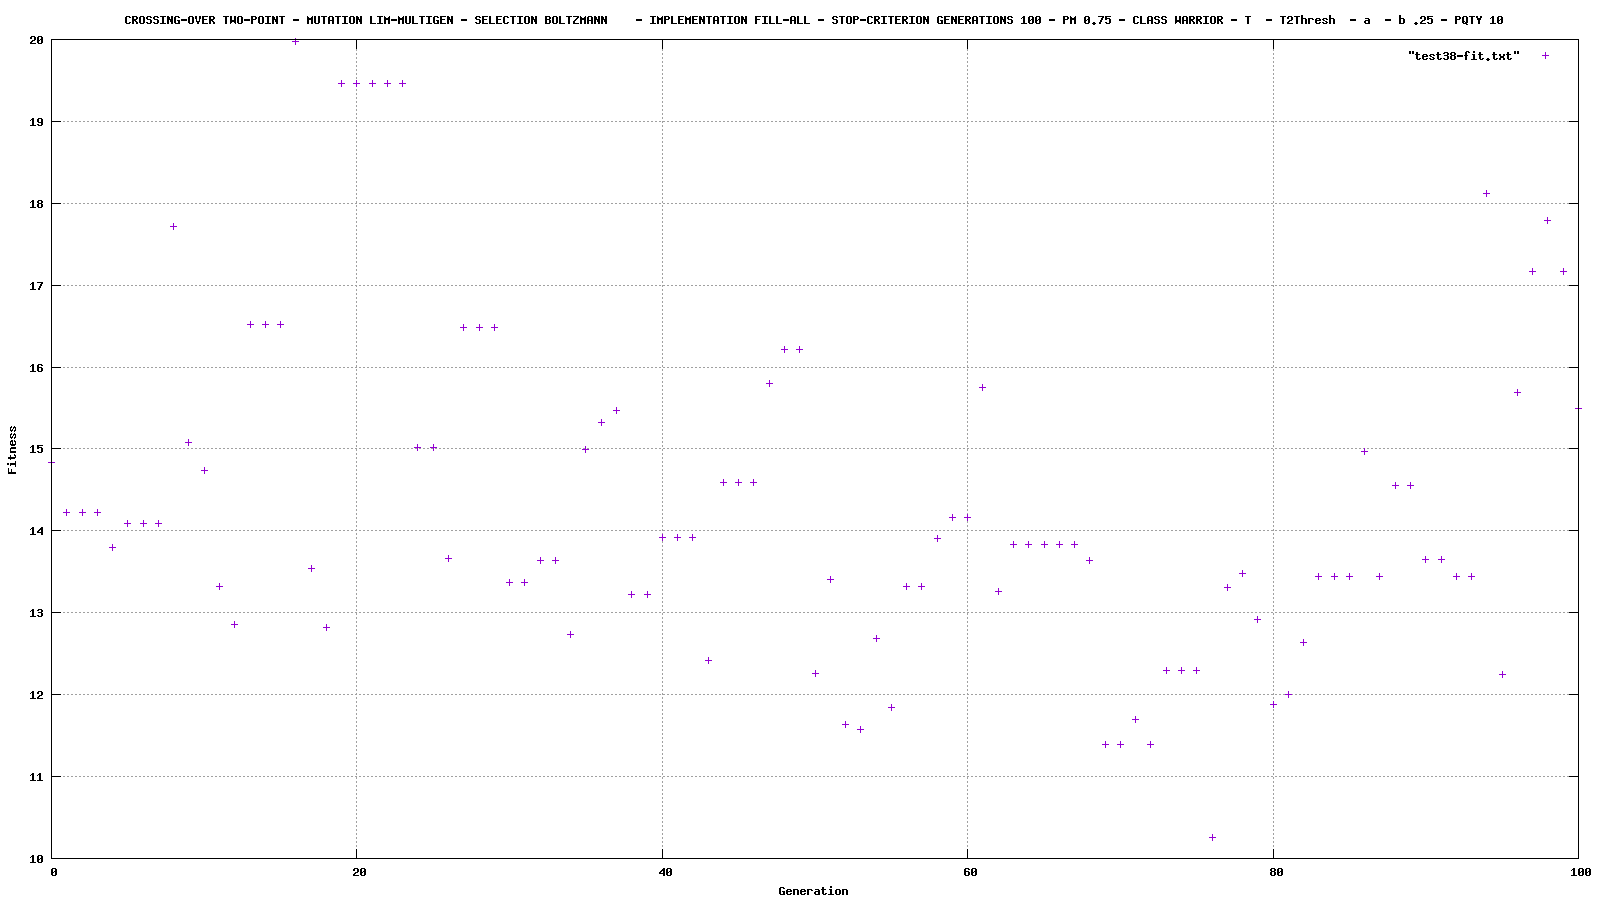 CROSSING-OVER TWO-POINT - MUTATION LIM-MULTIGEN - SELECTION BOLTZMANN    - IMPLEMENTATION FILL-ALL - STOP-CRITERION GENERATIONS 100 - PM 0.75 - CLASS WARRIOR - T  - T2Thresh  - a  - b .25 - PQTY 10
"test38-fit.txt"
20
19
18
17
16
15
14
13
12
11
10
Fitness
0 20 40 60 80 100
Generation